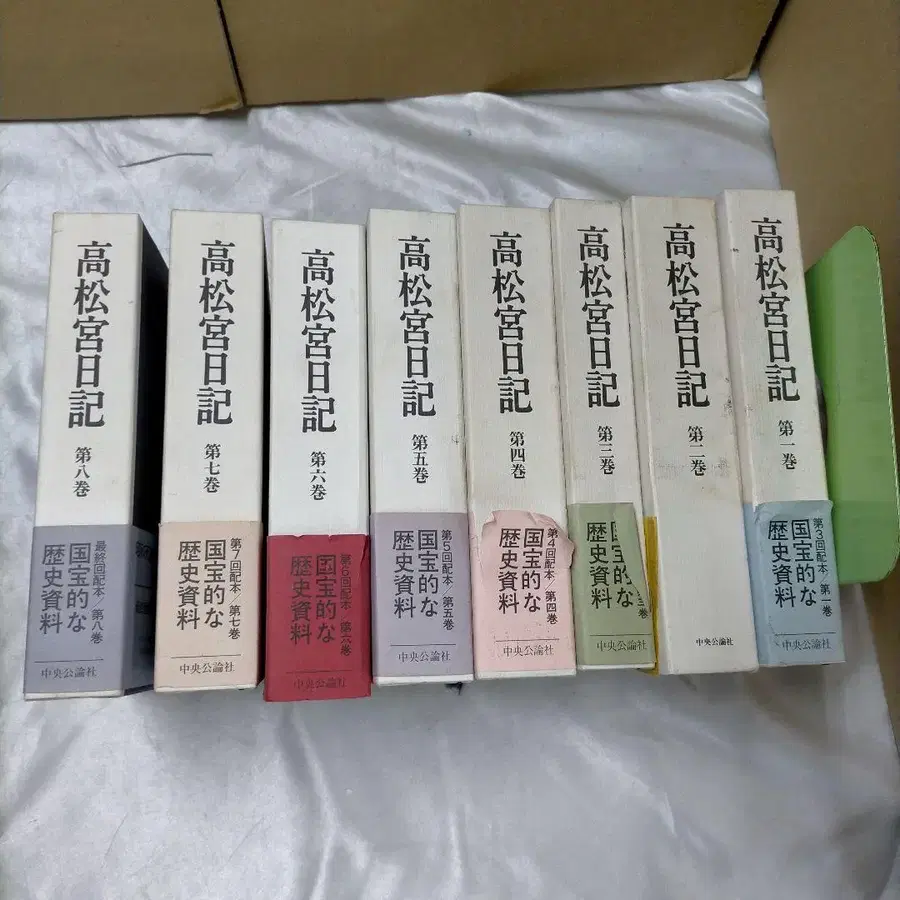 高松宮日記 第一巻
第3回配本/第一巻
国宝的な
歴史資料
中央公論社
高松宮日記 第二巻
中央公論社
高松宮日記 第三巻
国宝的な
歴史資料
中央公論社
高松宮日記 第四巻
第4回配本/第四巻
国宝的な
歴史資料
中央公論社
高松宮日記 第五巻
第5回配本/第五巻
国宝的な
歴史資料
中央公論社
高松宮日記 第六巻
第6回配本/第六巻
国宝的な
歴史資料
中央公論社
高松宮日記 第七巻
第7回配本/第七巻
国宝的な
歴史資料
中央公論社
高松宮日記 第八巻
最終回配本/第八巻
国宝的な
歴史資料
中央公論社